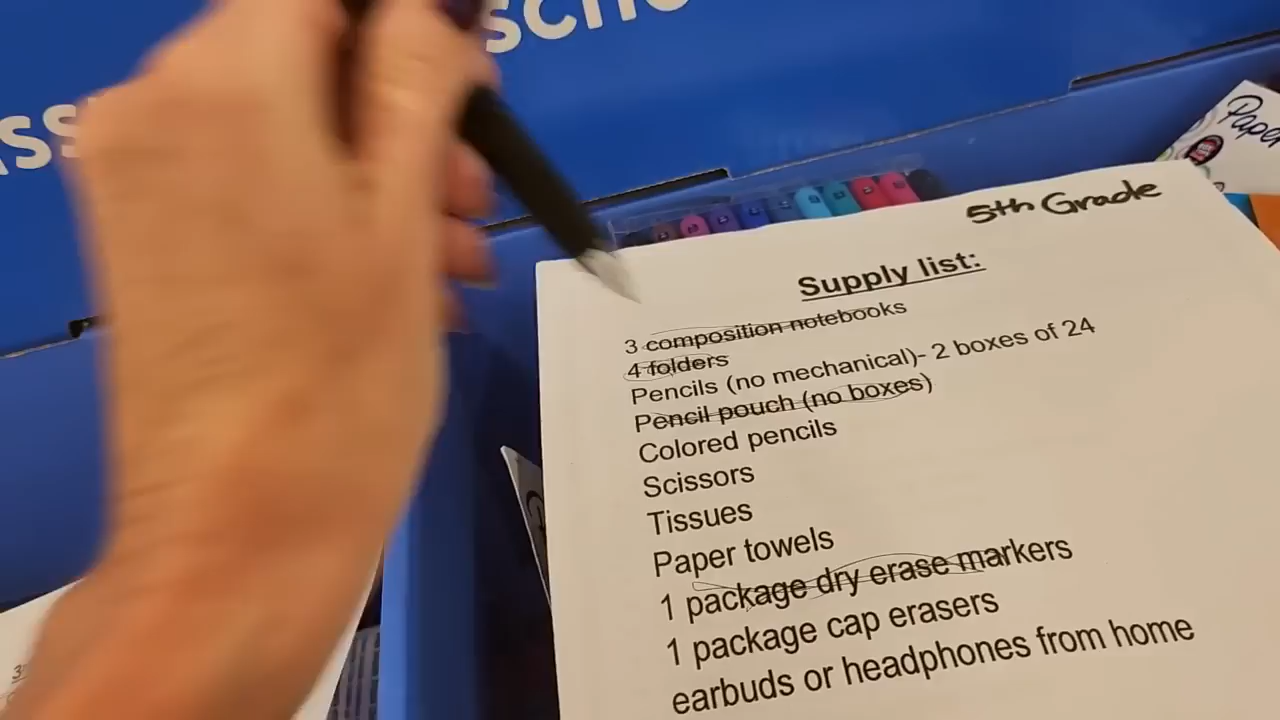 5th Grade
Supply list:
3 composition notebooks
4 folders
Pencils (no mechanical)- 2 boxes of 24
Pencil pouch (no boxes)
Colored pencils
Scissors
Tissues
Paper towels
1 package dry erase markers
1 package cap erasers
earbuds or headphones from home
Paper